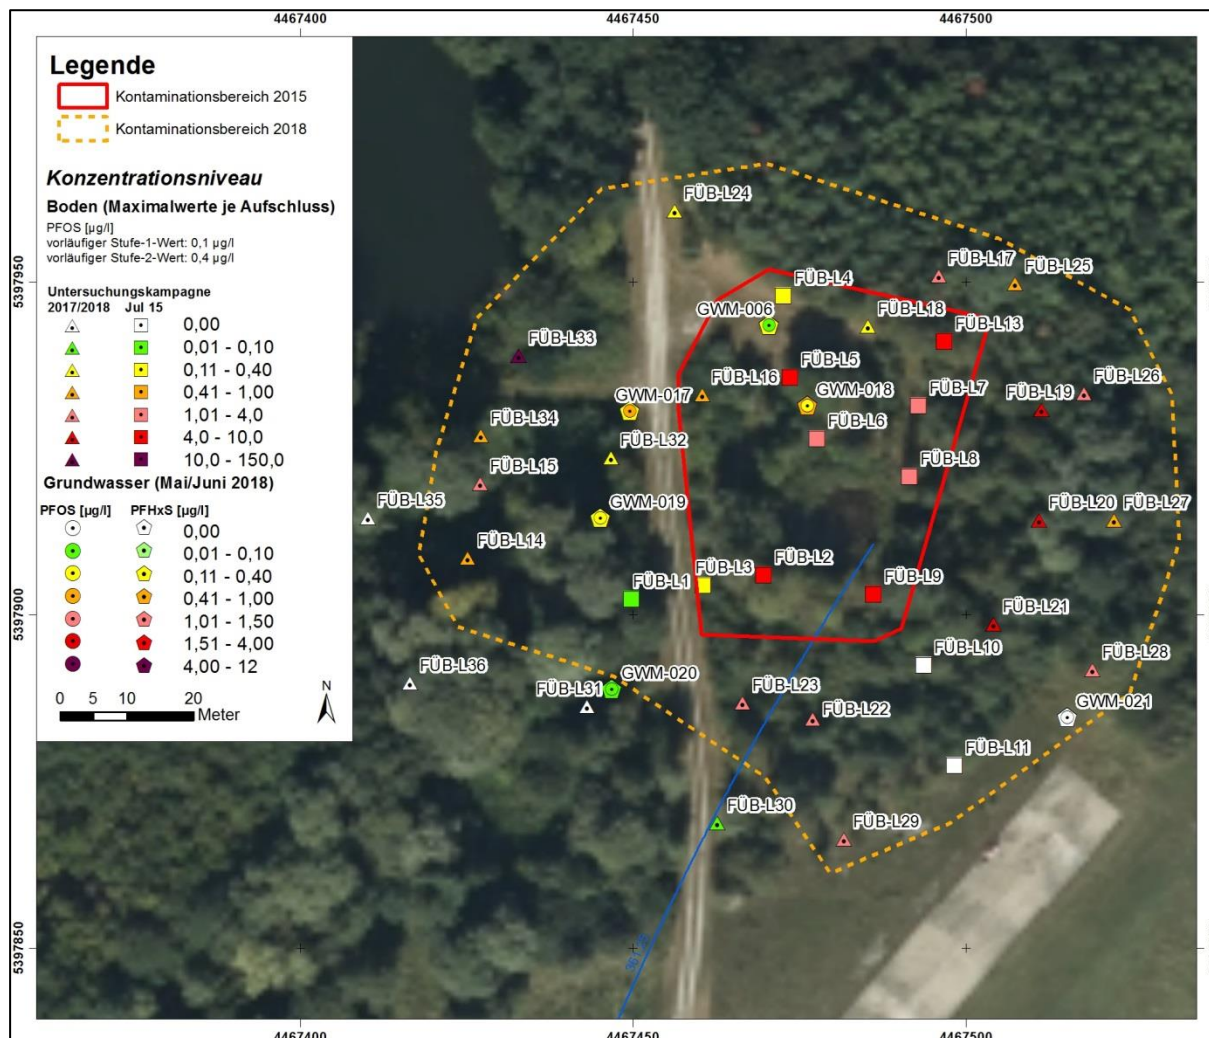 4467400 4467450 4467500
Legende
Kontaminationsbereich 2015
Kontaminationsbereich 2018
Konzentrationsniveau
Boden (Maximalwerte je Aufschluss)
PFOS [µg/l]
vorläufiger Stufe-1-Wert: 0,1 µg/l
vorläufiger Stufe-2-Wert: 0,4 µg/l
Untersuchungskampagne
2017/2018 Jul 15
0,00
0,01 - 0,10
0,11 - 0,40
0,41 - 1,00
1,01 - 4,0
4,0 - 10,0
10,0 - 150,0
Grundwasser (Mai/Juni 2018)
PFOS [µg/l] PFHxS [µg/l]
0,00
0,01 - 0,10
0,11 - 0,40
0,41 - 1,00
1,01 - 1,50
1,51 - 4,00
4,00 - 12
0 5 10 20
Meter
N
FÜB-L24
FÜB-L17
FÜB-L25
FÜB-L4
GWM-006
FÜB-L18
FÜB-L13
FÜB-L33
FÜB-L5
FÜB-L16
GWM-017
GWM-018
FÜB-L7
FÜB-L26
FÜB-L19
FÜB-L34
FÜB-L6
FÜB-L32
FÜB-L15
FÜB-L8
FÜB-L35
GWM-019
FÜB-L20
FÜB-L27
FÜB-L14
FÜB-L2
FÜB-L3
FÜB-L1
FÜB-L9
FÜB-L21
FÜB-L10
FÜB-L36
GWM-020
FÜB-L31
FÜB-L28
FÜB-L23
FÜB-L22
GWM-021
FÜB-L11
FÜB-L30
FÜB-L29
5397950
5397900
5397850
4467400 4467450 4467500